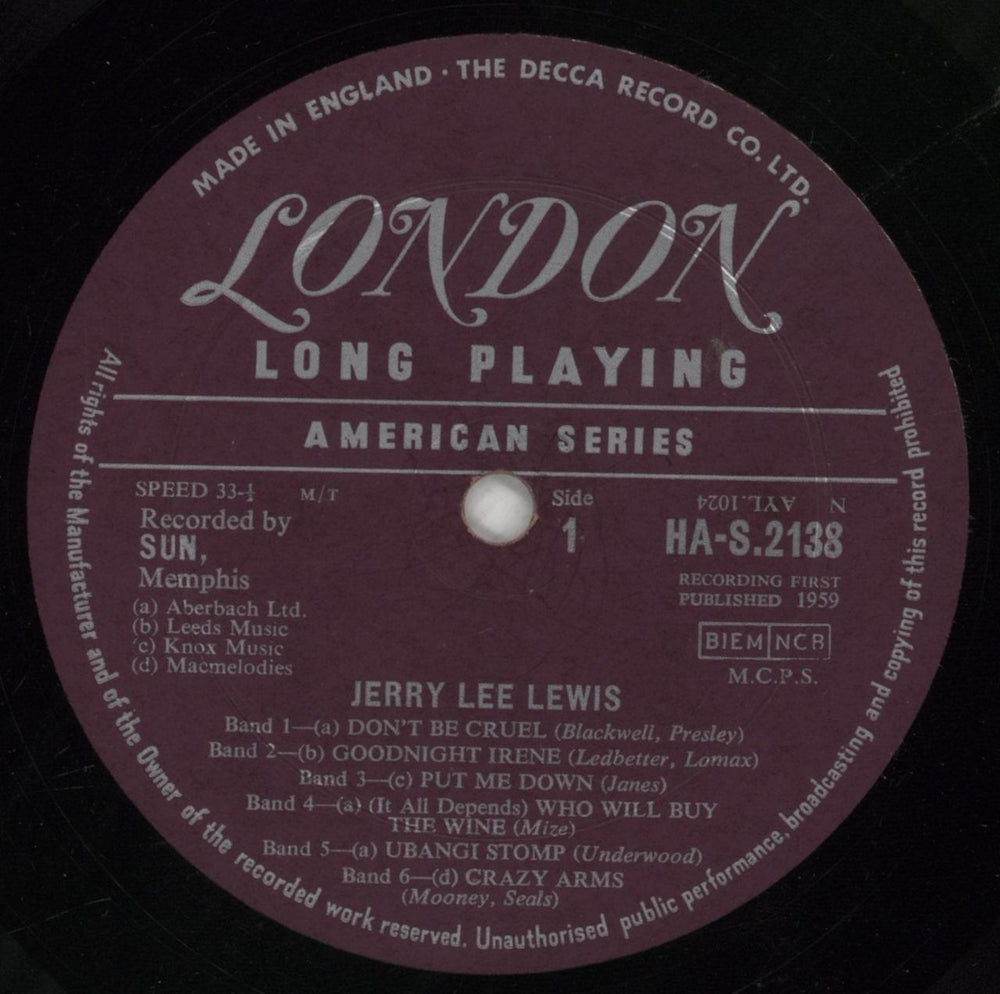 MADE IN ENGLAND · THE DECCA RECORD CO. LTD.
LONDON
LONG PLAYING
AMERICAN SERIES
SPEED 33-⅓ M/T
Recorded by
SUN,
Memphis
(a) Aberbach Ltd.
(b) Leeds Music
(c) Knox Music
(d) Macmelodies
Side
1
N AYL.1024
HA-S.2138
RECORDING FIRST
PUBLISHED 1959
BIEM NCB
M.C.P.S.
JERRY LEE LEWIS
Band 1—(a) DON'T BE CRUEL (Blackwell, Presley)
Band 2—(b) GOODNIGHT IRENE (Ledbetter, Lomax)
Band 3—(c) PUT ME DOWN (Janes)
Band 4—(a) (It All Depends) WHO WILL BUY
THE WINE (Mize)
Band 5—(a) UBANGI STOMP (Underwood)
Band 6—(d) CRAZY ARMS
(Mooney, Seals)
All rights of the Manufacturer and of the Owner of the recorded work reserved. Unauthorised public performance, broadcasting and copying of this record prohibited